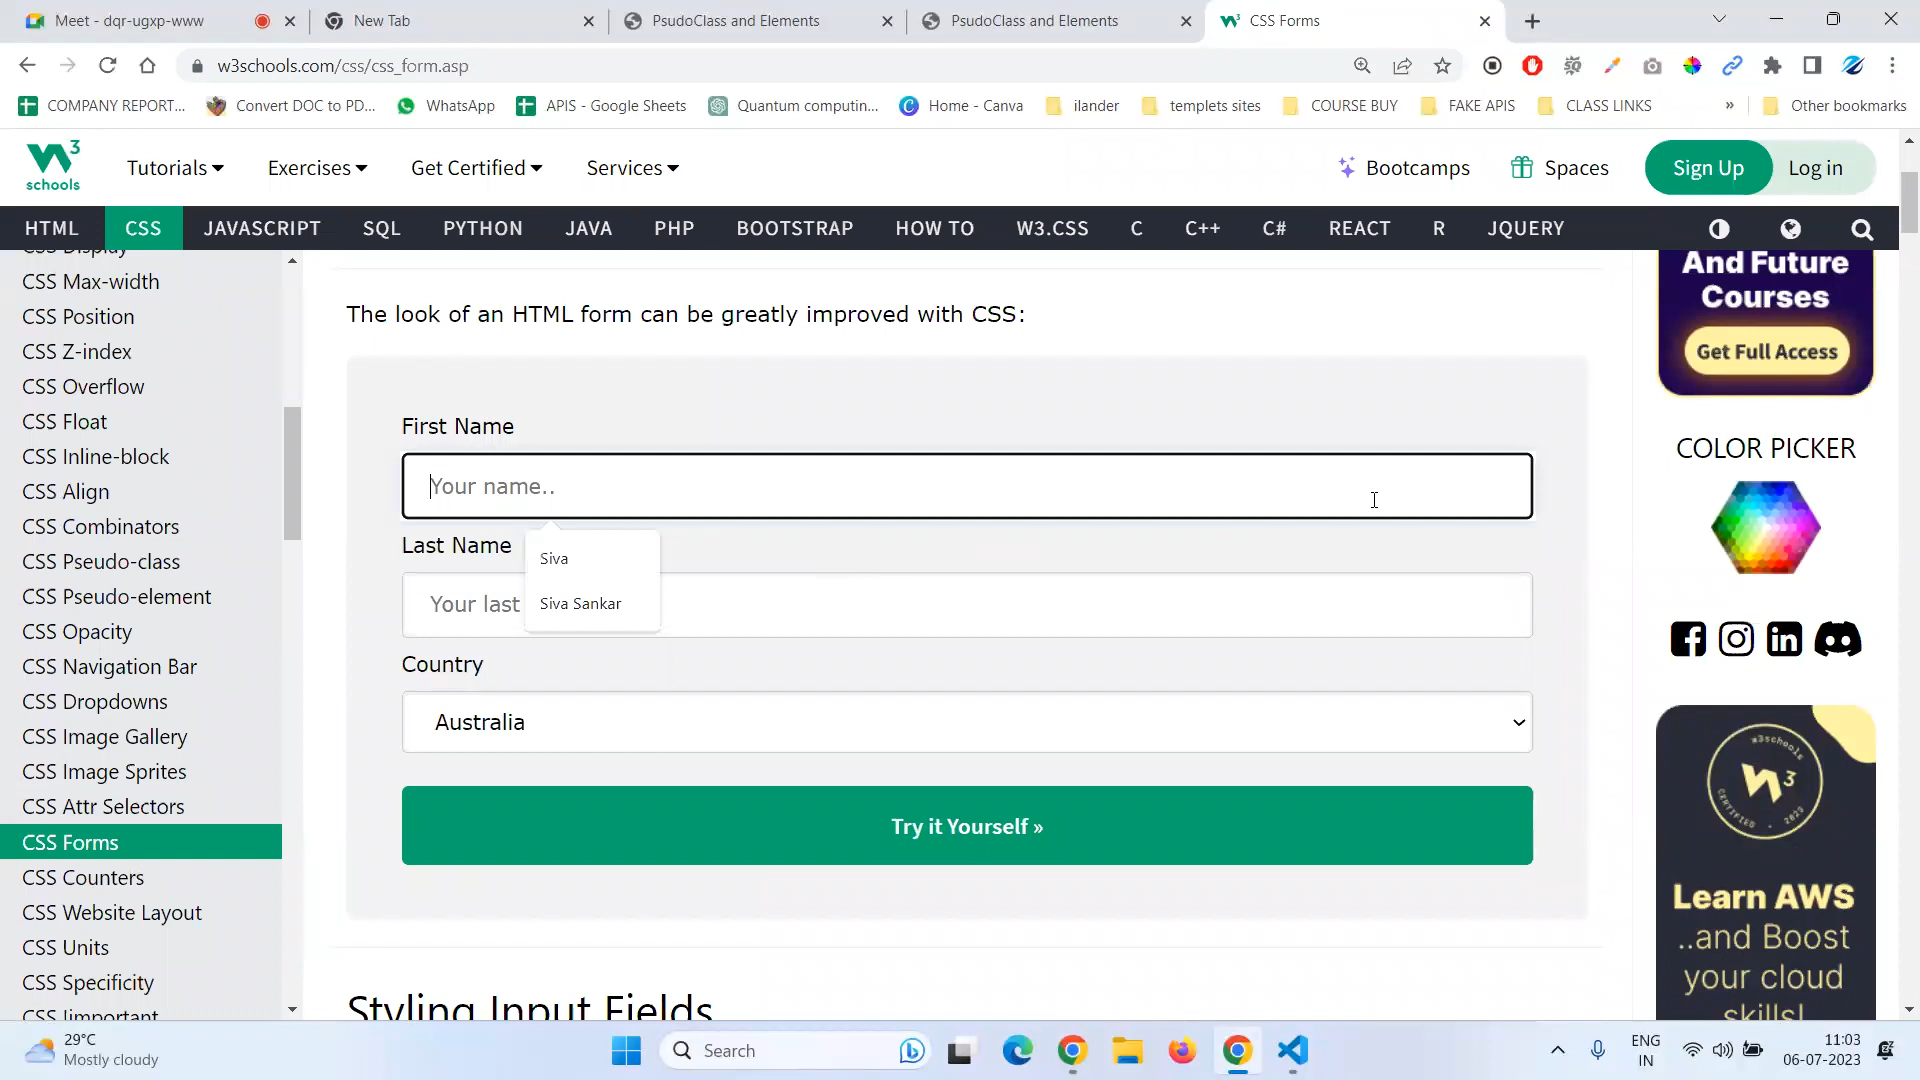 Meet - dqr-ugxp-www
New Tab
PsudoClass and Elements
PsudoClass and Elements
CSS Forms
w3schools.com/css/css_form.asp
COMPANY REPORT...
Convert DOC to PD...
WhatsApp
APIS - Google Sheets
Quantum computin...
Home - Canva
ilander
templets sites
COURSE BUY
FAKE APIS
CLASS LINKS
»
Other bookmarks
W3 schools
Tutorials
Exercises
Get Certified
Services
Bootcamps
Spaces
Sign Up
Log in
HTML
CSS
JAVASCRIPT
SQL
PYTHON
JAVA
PHP
BOOTSTRAP
HOW TO
W3.CSS
C
C++
C#
REACT
R
JQUERY
CSS Display
CSS Max-width
CSS Position
CSS Z-index
CSS Overflow
CSS Float
CSS Inline-block
CSS Align
CSS Combinators
CSS Pseudo-class
CSS Pseudo-element
CSS Opacity
CSS Navigation Bar
CSS Dropdowns
CSS Image Gallery
CSS Image Sprites
CSS Attr Selectors
CSS Forms
CSS Counters
CSS Website Layout
CSS Units
CSS Specificity
CSS !important
The look of an HTML form can be greatly improved with CSS:
First Name
Your name..
Last Name
Siva
Your last
Siva Sankar
Country
Australia
Try it Yourself »
Styling Input Fields
And Future
Courses
Get Full Access
COLOR PICKER
w3schools
W3
CERTIFIED . 2023
Learn AWS
..and Boost
your cloud
skills!
29°C
Mostly cloudy
Search
ENG
IN
11:03
06-07-2023